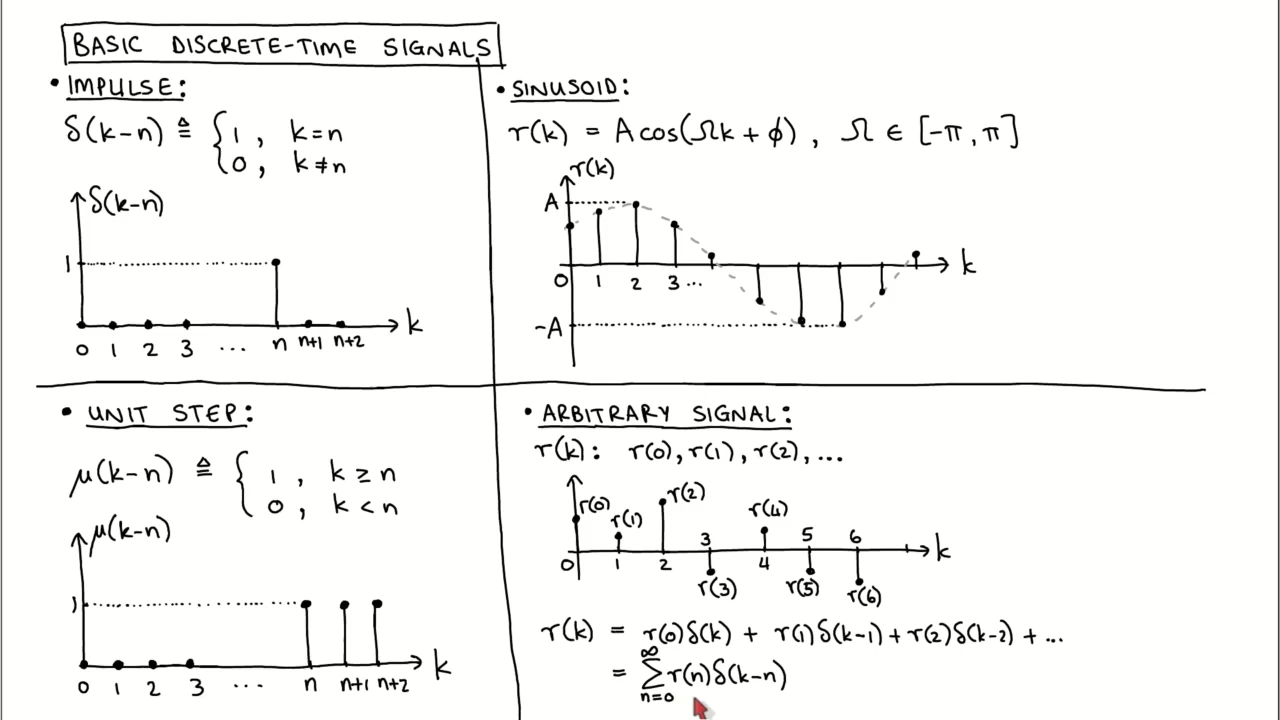 BASIC DISCRETE-TIME SIGNALS
• IMPULSE:
δ(k-n) ≜ { 1, k=n
0, k≠n
δ(k-n)
1
k
0 1 2 3 ... n n+1 n+2
• SINUSOID:
r(k) = A cos(Ωk + φ), Ω ∈ [-π, π]
r(k)
A
k
0 1 2 3 ...
-A
• UNIT STEP:
μ(k-n) ≜ { 1, k ≥ n
0, k < n
μ(k-n)
1
k
0 1 2 3 ... n n+1 n+2
• ARBITRARY SIGNAL:
r(k): r(0), r(1), r(2), ...
r(0) r(1) r(2) r(4)
3 5 6 k
0 1 2 4
r(3) r(5) r(6)
r(k) = r(0)δ(k) + r(1)δ(k-1) + r(2)δ(k-2) + ...
= ∞∑n=0 r(n)δ(k-n)